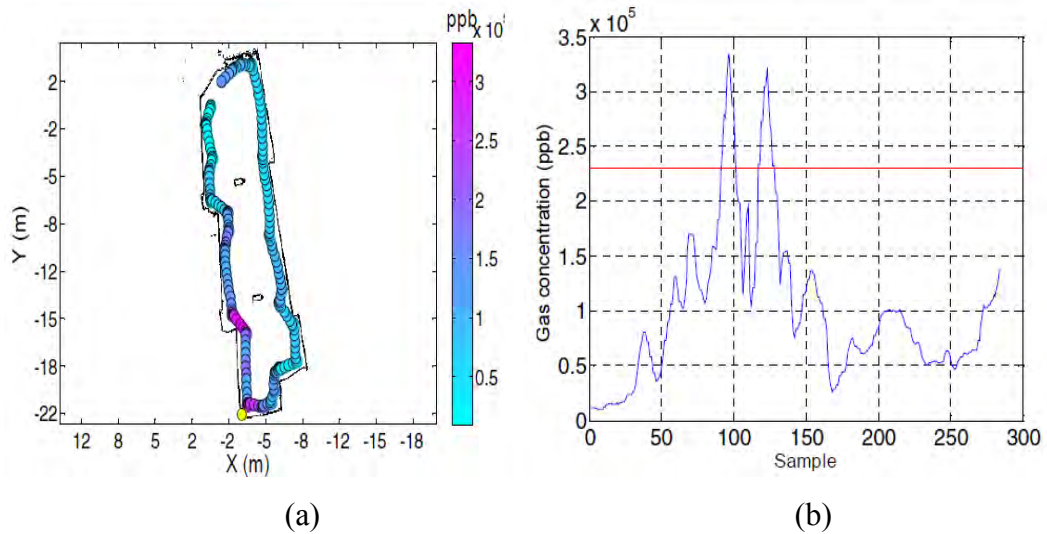 ppb x 10⁵
3
2.5
2
1.5
1
0.5
2
-2
-5
-8
-12
-15
-18
-22
Y (m)
12 8 5 2 -2 -5 -8 -12 -15 -18
X (m)
(a)
x 10⁵
3.5
3
2.5
2
1.5
1
0.5
0
Gas concentration (ppb)
0 50 100 150 200 250 300
Sample
(b)